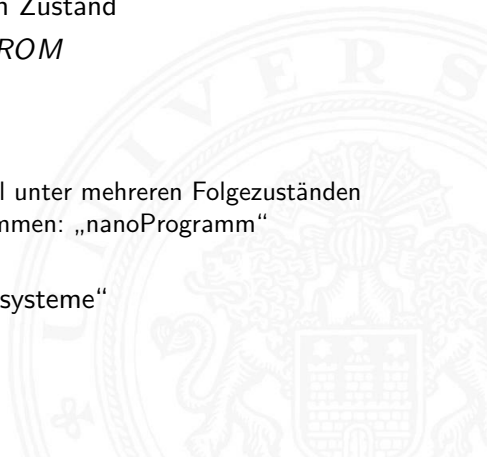 n Zustand
ROM
l unter mehreren Folgezuständen
mmen: „nanoProgramm“
systeme“
U N I V E R S